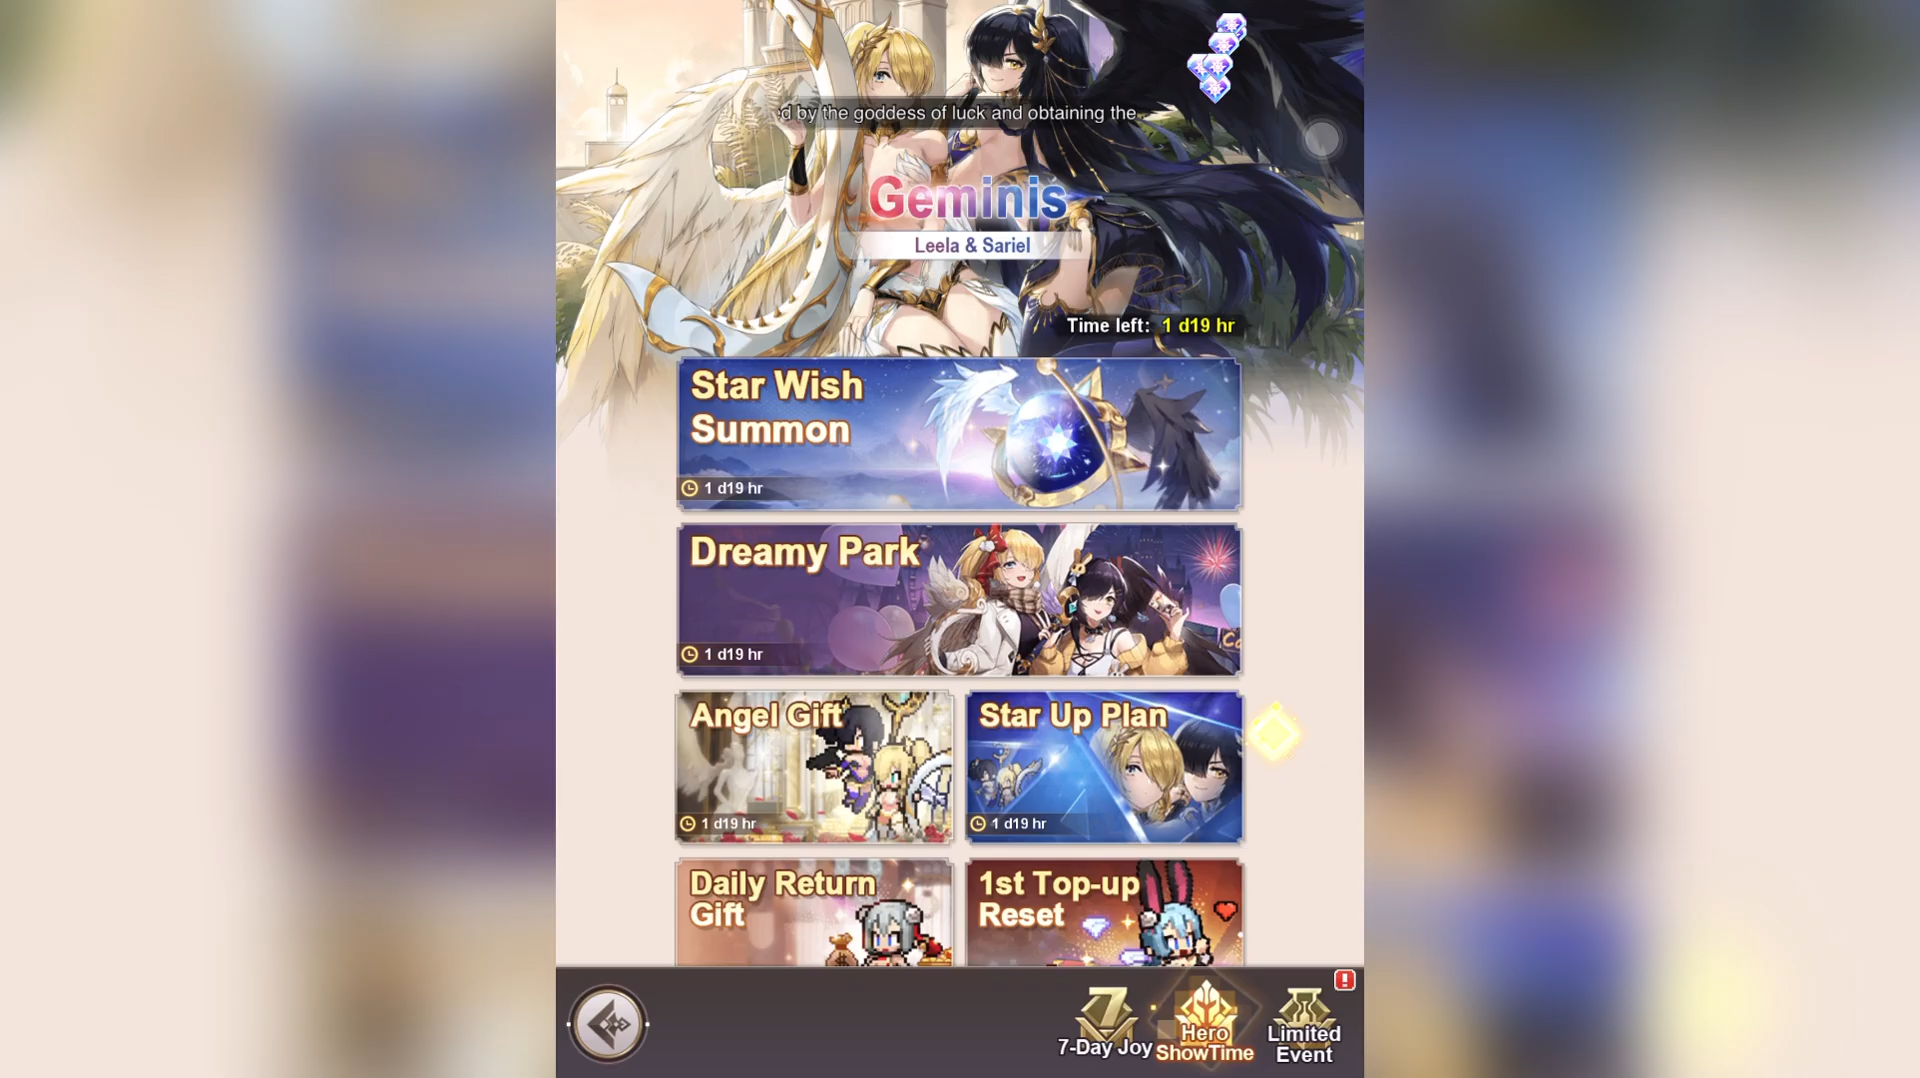 d by the goddess of luck and obtaining the
Geminis
Leela & Sariel
Time left: 1 d19 hr
Star Wish
Summon
1 d19 hr
Dreamy Park
1 d19 hr
Angel Gift
1 d19 hr
Star Up Plan
1 d19 hr
Daily Return
Gift
1st Top-up
Reset
7-Day Joy
Hero
ShowTime
Limited
Event